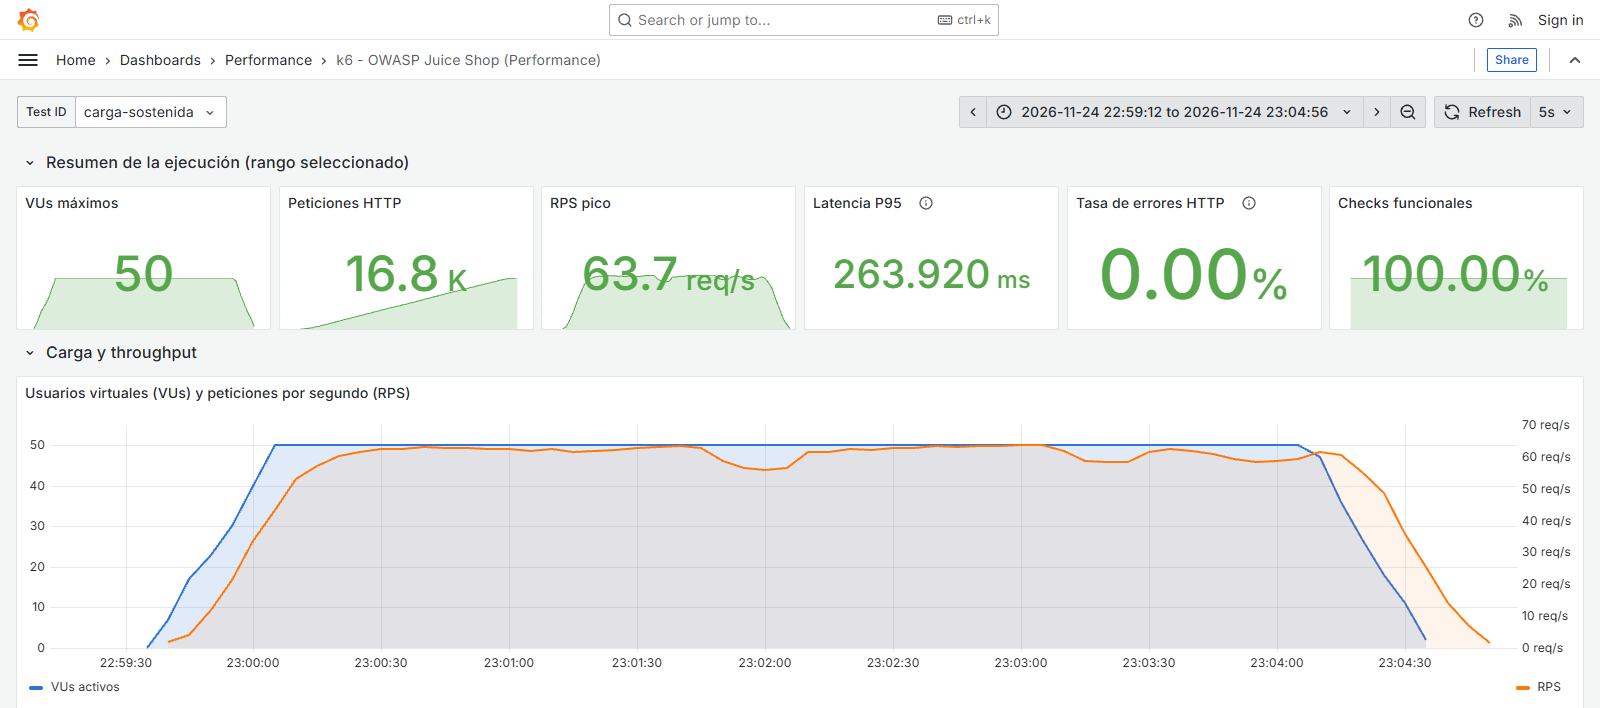 Search or jump to... ctrl+k Sign in
Home › Dashboards › Performance › k6 - OWASP Juice Shop (Performance) Share
Test ID carga-sostenida 2026-11-24 22:59:12 to 2026-11-24 23:04:56 Refresh 5s
Resumen de la ejecución (rango seleccionado)
VUs máximos
50
Peticiones HTTP
16.8 K
RPS pico
63.7 req/s
Latencia P95
263.920 ms
Tasa de errores HTTP
0.00%
Checks funcionales
100.00%
Carga y throughput
Usuarios virtuales (VUs) y peticiones por segundo (RPS)
50
40
30
20
10
0
70 req/s
60 req/s
50 req/s
40 req/s
30 req/s
20 req/s
10 req/s
0 req/s
22:59:30 23:00:00 23:00:30 23:01:00 23:01:30 23:02:00 23:02:30 23:03:00 23:03:30 23:04:00 23:04:30
VUs activos RPS